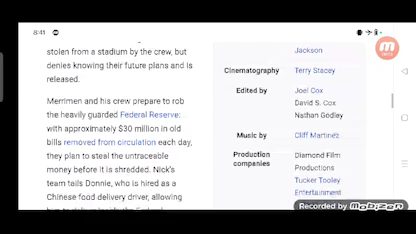 8:41
stolen from a stadium by the crew, but
denies knowing their future plans and is
released.
Merrimen and his crew prepare to rob
the heavily guarded Federal Reserve:
with approximately $30 million in old
bills removed from circulation each day,
they plan to steal the untraceable
money before it is shredded. Nick's
team tails Donnie, who is hired as a
Chinese food delivery driver, allowing
Jackson
Cinematography Terry Stacey
Edited by Joel Cox
David S. Cox
Nathan Godley
Music by Cliff Martinez
Production Diamond Film
companies Productions
Tucker Tooley
Entertainment
Recorded by Mobizen